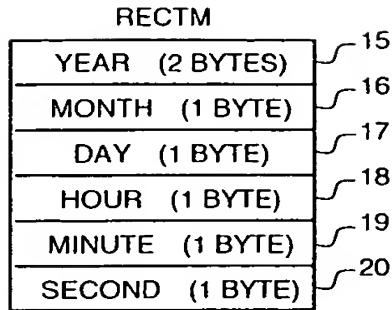 RECTM
YEAR (2 BYTES) 15
MONTH (1 BYTE) 16
DAY (1 BYTE) 17
HOUR (1 BYTE) 18
MINUTE (1 BYTE) 19
SECOND (1 BYTE) 20